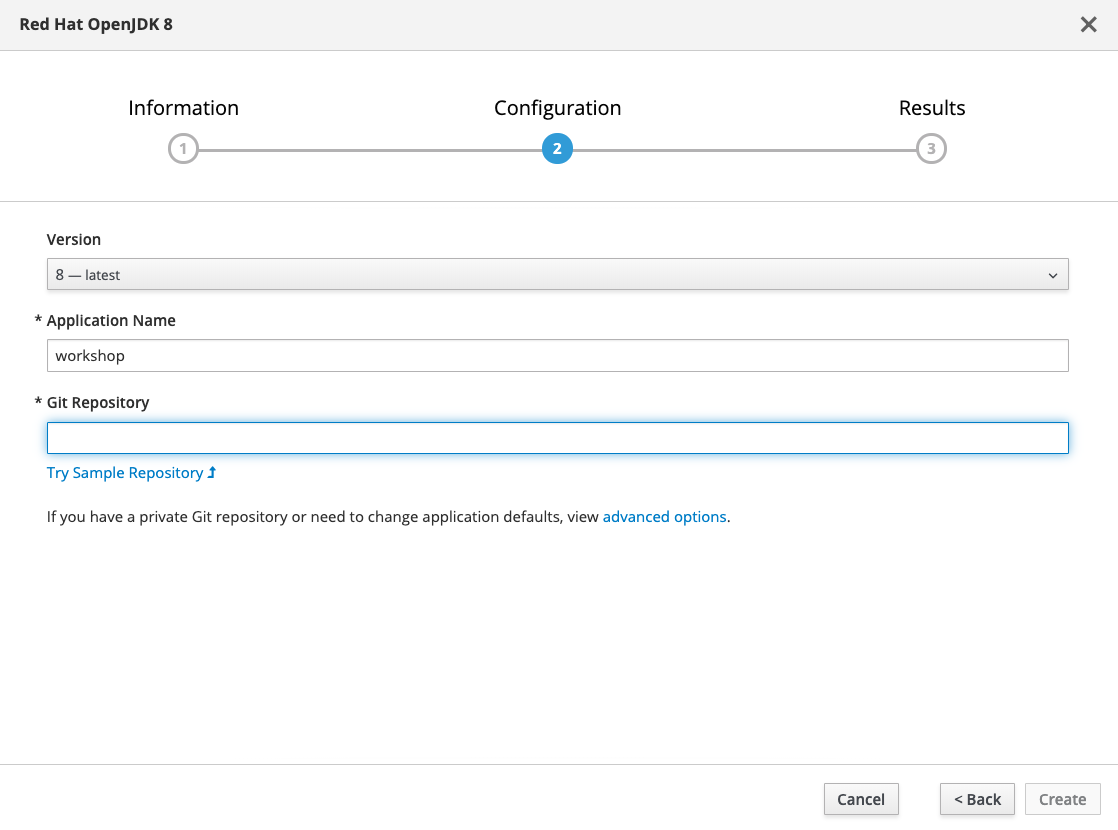 Red Hat OpenJDK 8
Information
Configuration
Results
1
2
3
Version
8 — latest
* Application Name
workshop
* Git Repository
Try Sample Repository
If you have a private Git repository or need to change application defaults, view advanced options.
Cancel
< Back
Create